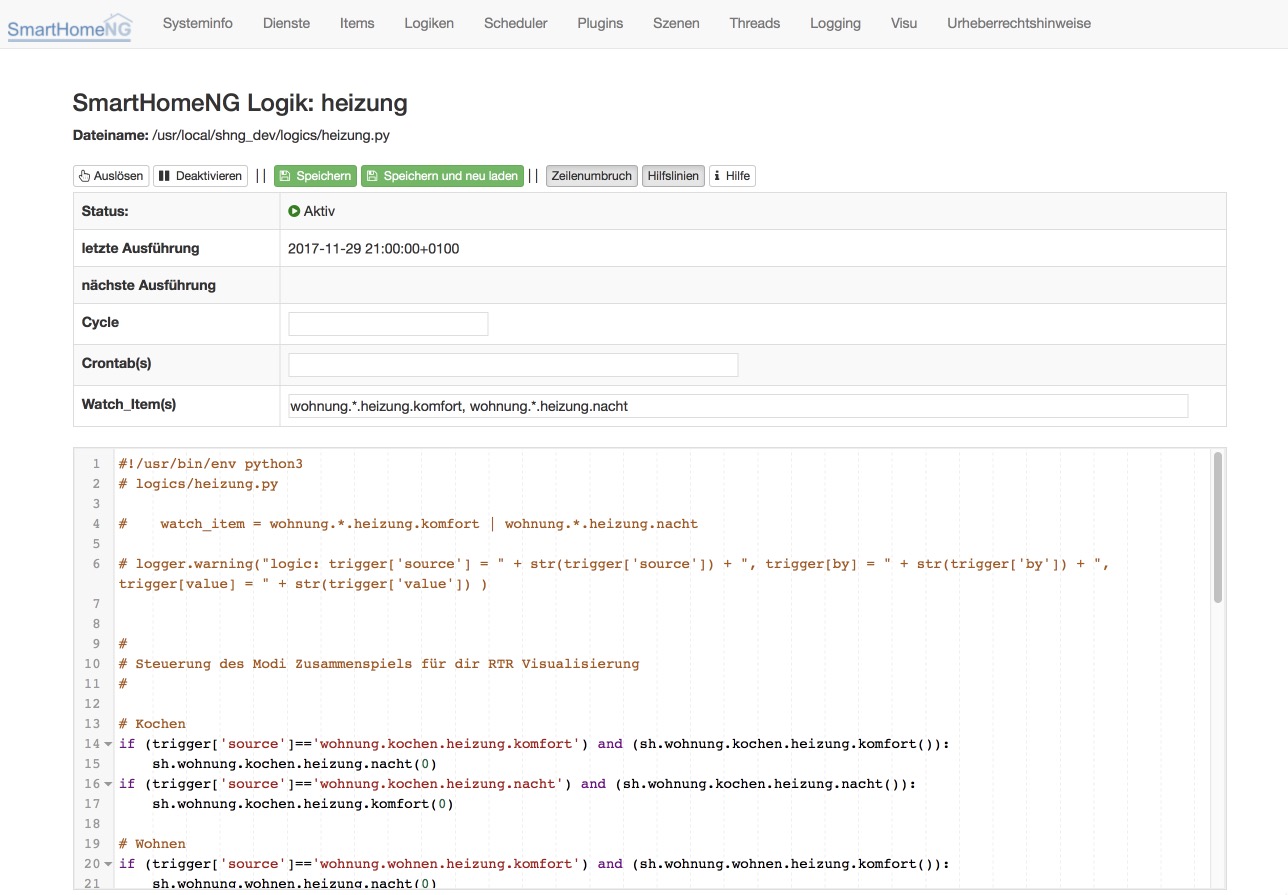 SmartHomeNG Systeminfo Dienste Items Logiken Scheduler Plugins Szenen Threads Logging Visu Urheberrechtshinweise
SmartHomeNG Logik: heizung
Dateiname: /usr/local/shng_dev/logics/heizung.py
Auslösen Deaktivieren || Speichern Speichern und neu laden || Zeilenumbruch Hilfslinien Hilfe
Status: Aktiv
letzte Ausführung 2017-11-29 21:00:00+0100
nächste Ausführung
Cycle
Crontab(s)
Watch_Item(s) wohnung.*.heizung.komfort, wohnung.*.heizung.nacht
1 #!/usr/bin/env python3
2 # logics/heizung.py
3
4 #    watch_item = wohnung.*.heizung.komfort | wohnung.*.heizung.nacht
5
6 # logger.warning("logic: trigger['source'] = " + str(trigger['source']) + ", trigger[by] = " + str(trigger['by']) + ",
trigger[value] = " + str(trigger['value']) )
7
8
9 #
10 # Steuerung des Modi Zusammenspiels für dir RTR Visualisierung
11 #
12
13 # Kochen
14 if (trigger['source']=='wohnung.kochen.heizung.komfort') and (sh.wohnung.kochen.heizung.komfort()):
15     sh.wohnung.kochen.heizung.nacht(0)
16 if (trigger['source']=='wohnung.kochen.heizung.nacht') and (sh.wohnung.kochen.heizung.nacht()):
17     sh.wohnung.kochen.heizung.komfort(0)
18
19 # Wohnen
20 if (trigger['source']=='wohnung.wohnen.heizung.komfort') and (sh.wohnung.wohnen.heizung.komfort()):
21     sh.wohnung.wohnen.heizung.nacht(0)